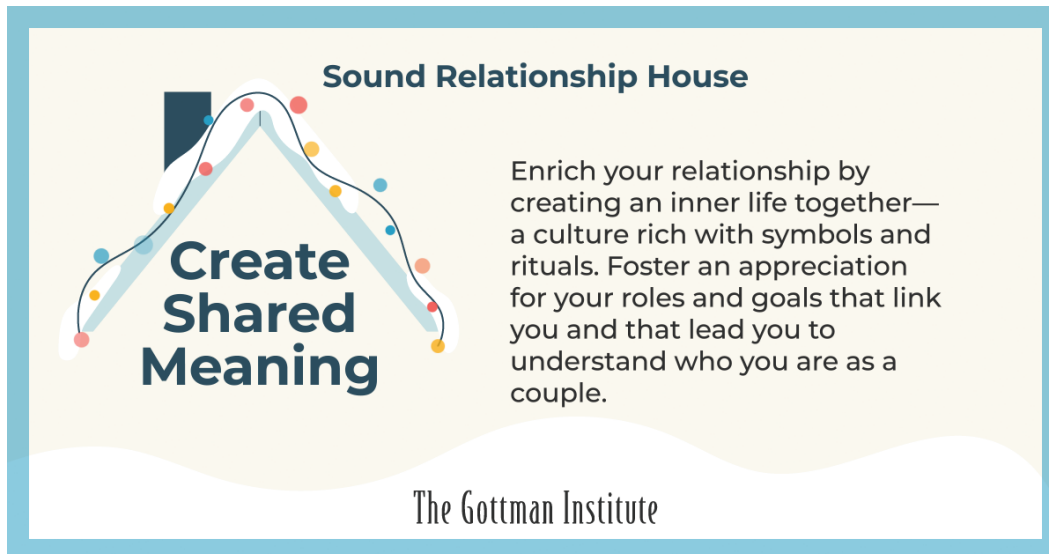 Sound Relationship House
Create
Shared
Meaning
Enrich your relationship by
creating an inner life together—
a culture rich with symbols and
rituals. Foster an appreciation
for your roles and goals that link
you and that lead you to
understand who you are as a
couple.
The Gottman Institute